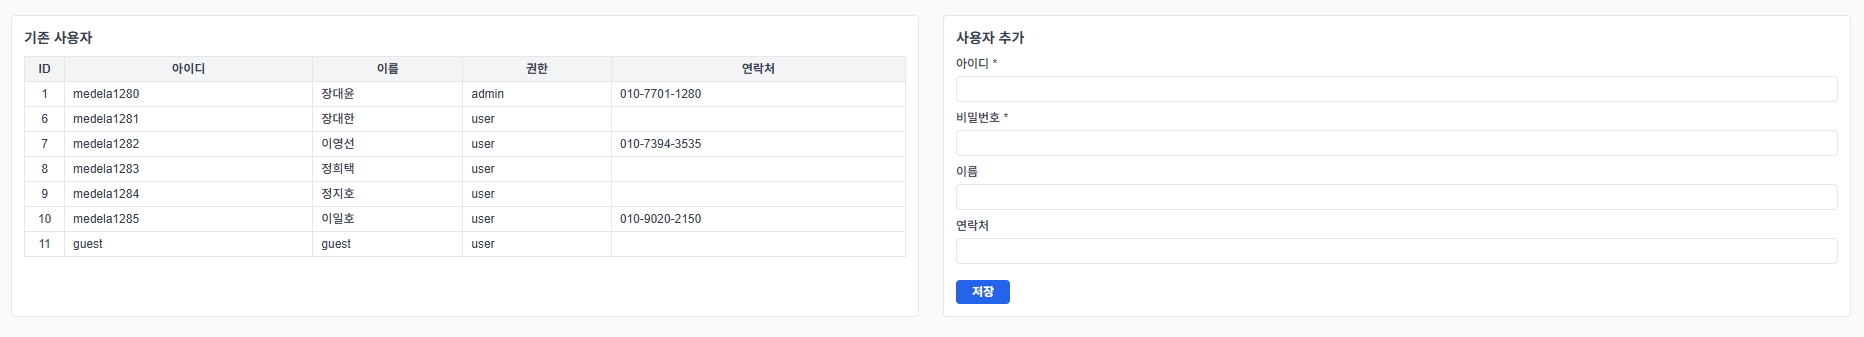 기존 사용자
ID 아이디 이름 권한 연락처
1 medela1280 장대윤 admin 010-7701-1280
6 medela1281 장대한 user
7 medela1282 이영선 user 010-7394-3535
8 medela1283 정희택 user
9 medela1284 정지호 user
10 medela1285 이일호 user 010-9020-2150
11 guest guest user
사용자 추가
아이디 *
비밀번호 *
이름
연락처
저장